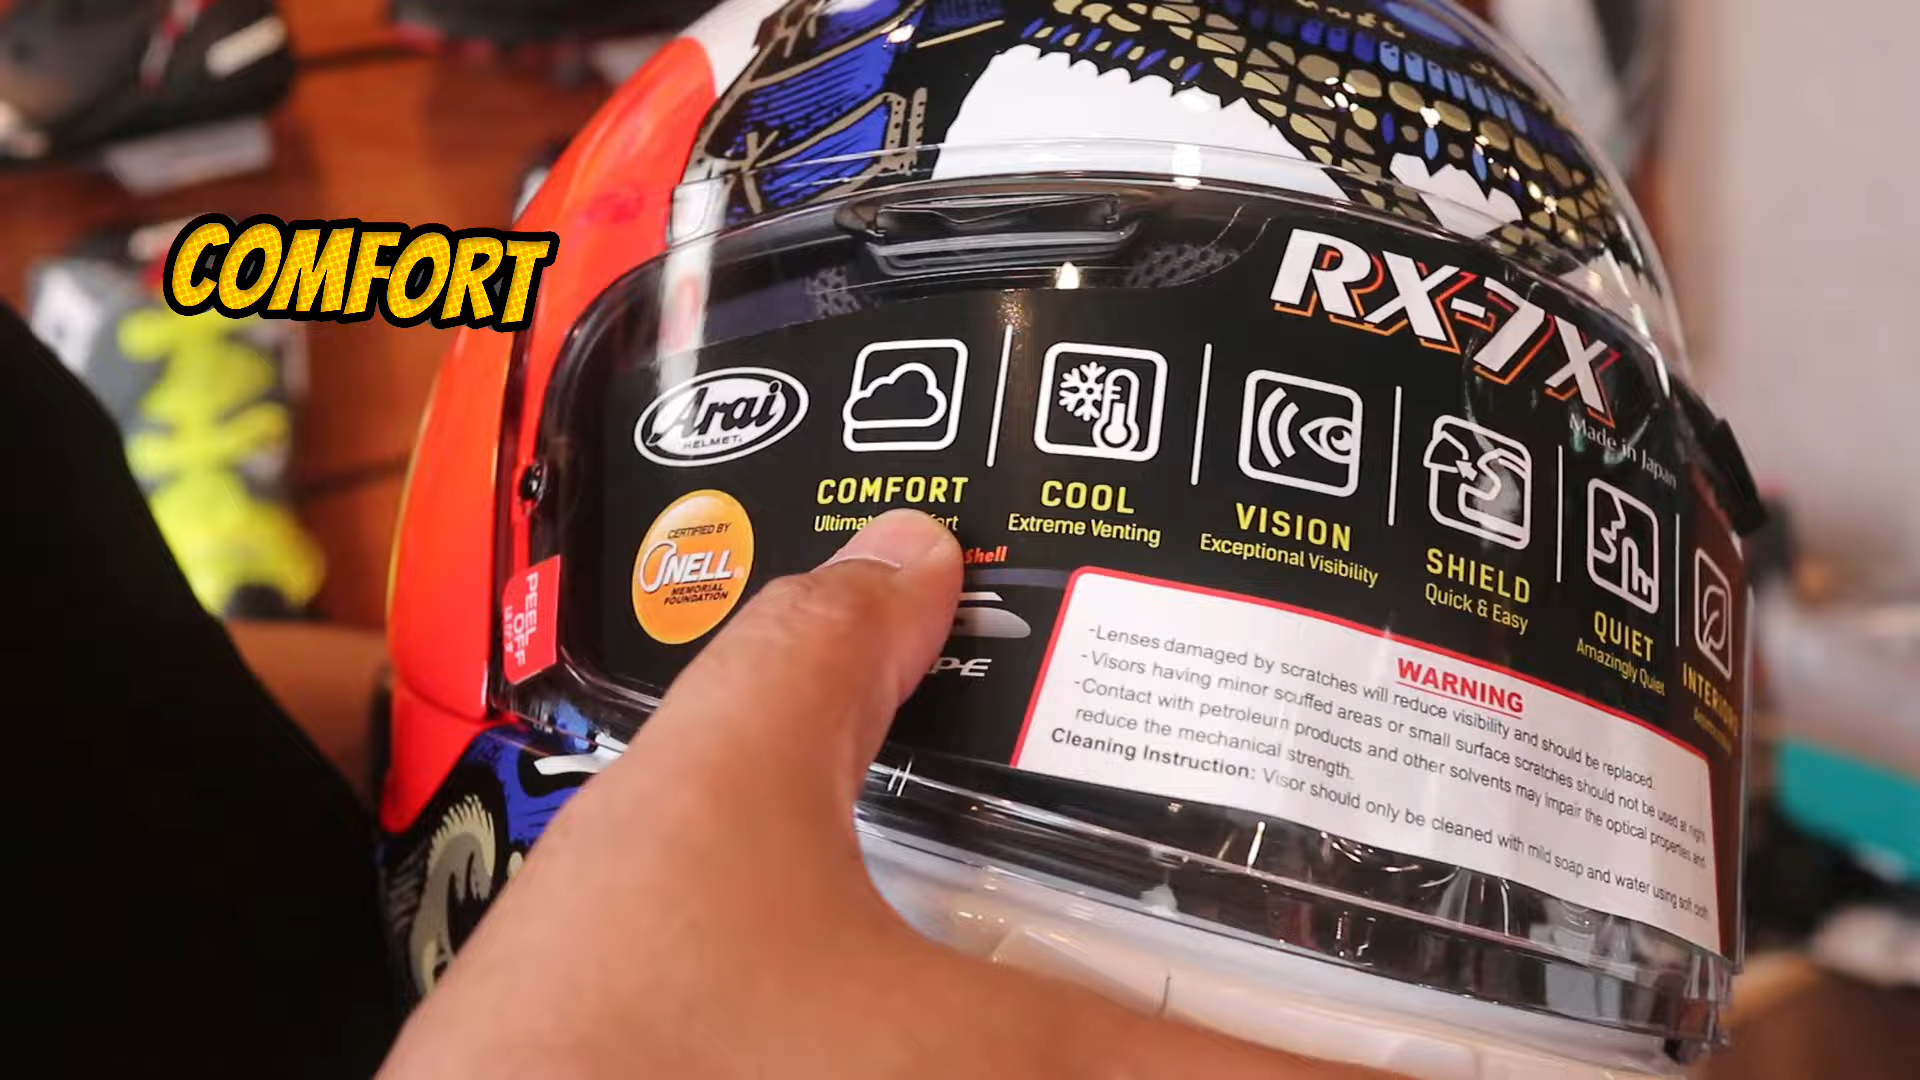 COMFORT
RX-7X
Made in Japan
Arai
HELMET
COMFORT
COOL
Extreme Venting
VISION
Exceptional Visibility
SHIELD
Quick & Easy
QUIET
Amazingly Quiet
CERTIFIED BY
SNELL
MEMORIAL
FOUNDATION
Shell
PEEL
OFF
WARNING
-Lenses damaged by scratches will reduce visibility and should be replaced.
-Visors having minor scuffed areas or small surface scratches should not be used at night.
-Contact with petroleum products and other solvents may impair the optical properties and
reduce the mechanical strength.
Cleaning Instruction: Visor should only be cleaned with mild soap and water using soft cloth